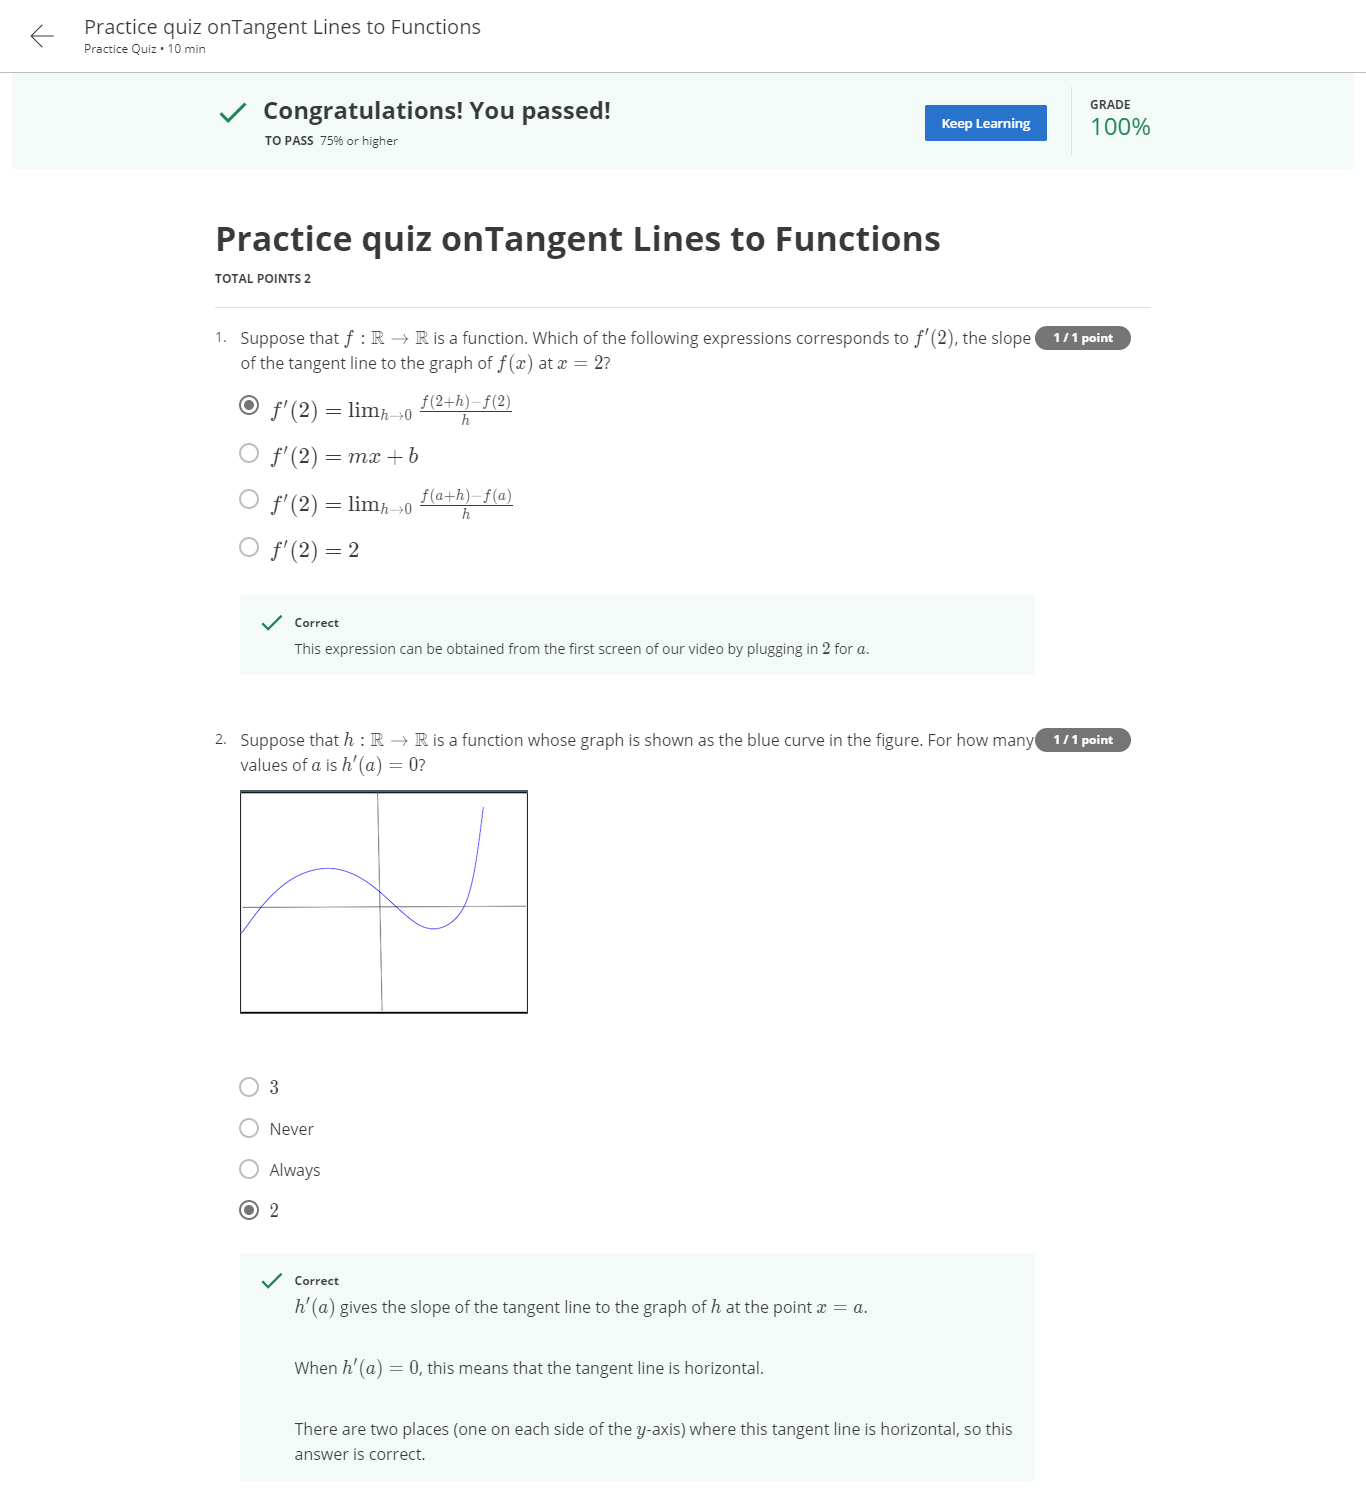 Practice quiz onTangent Lines to Functions
Practice Quiz • 10 min
Congratulations! You passed!
TO PASS 75% or higher
Keep Learning
GRADE
100%
Practice quiz onTangent Lines to Functions
TOTAL POINTS 2
1. Suppose that f : ℝ → ℝ is a function. Which of the following expressions corresponds to f′(2), the slope
of the tangent line to the graph of f(x) at x = 2?
1 / 1 point
f′(2) = lim_{h→0} \frac{f(2+h)−f(2)}{h}
f′(2) = mx + b
f′(2) = lim_{h→0} \frac{f(a+h)−f(a)}{h}
f′(2) = 2
Correct
This expression can be obtained from the first screen of our video by plugging in 2 for a.
2. Suppose that h : ℝ → ℝ is a function whose graph is shown as the blue curve in the figure. For how many
values of a is h′(a) = 0?
1 / 1 point
3
Never
Always
2
Correct
h′(a) gives the slope of the tangent line to the graph of h at the point x = a.
When h′(a) = 0, this means that the tangent line is horizontal.
There are two places (one on each side of the y-axis) where this tangent line is horizontal, so this
answer is correct.